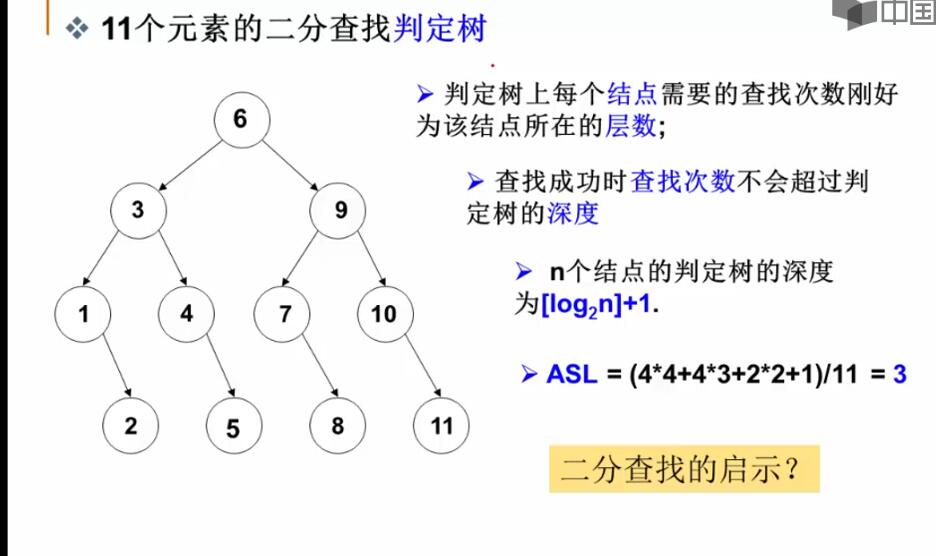 ❖ 11个元素的二分查找判定树
中国
6
3
9
1
4
7
10
2
5
8
11
➢ 判定树上每个结点需要的查找次数刚好
为该结点所在的层数；
➢ 查找成功时查找次数不会超过判
定树的深度
➢ n个结点的判定树的深度
为[log₂n]+1.
➢ ASL = (4*4+4*3+2*2+1)/11 = 3
二分查找的启示？